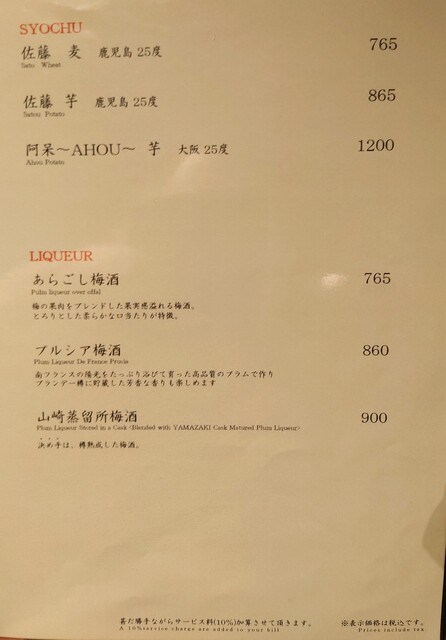 SYOCHU
佐藤 麦 鹿児島 25度 765
Sato Wheat
佐藤 芋 鹿児島 25度 865
Satou Potato
阿呆～AHOU～ 芋 大阪 25度 1200
Ahou Potato
LIQUEUR
あらごし梅酒 765
Pulm liqueur over offal
梅の果肉をブレンドした果実感溢れる梅酒。
とろりとした柔らかな口当たりが特徴。
プルシア梅酒 860
Plum Liqueur De France Prucia
南フランスの陽光をたっぷり浴びて育った高品質のプラムで作り
ブランデー樽に貯蔵した芳香な香りも楽しめます
山崎蒸留所梅酒 900
Plum Liqueur Stored in a Cask (Blended with YAMAZAKI Cask Matured Plum Liqueur)
決め手は、樽熟成した梅酒。
甚だ勝手ながらサービス料(10%)加算させて頂きます。 ※表示価格は税込です。
A 10%service charge are added to your bill Prices include tax